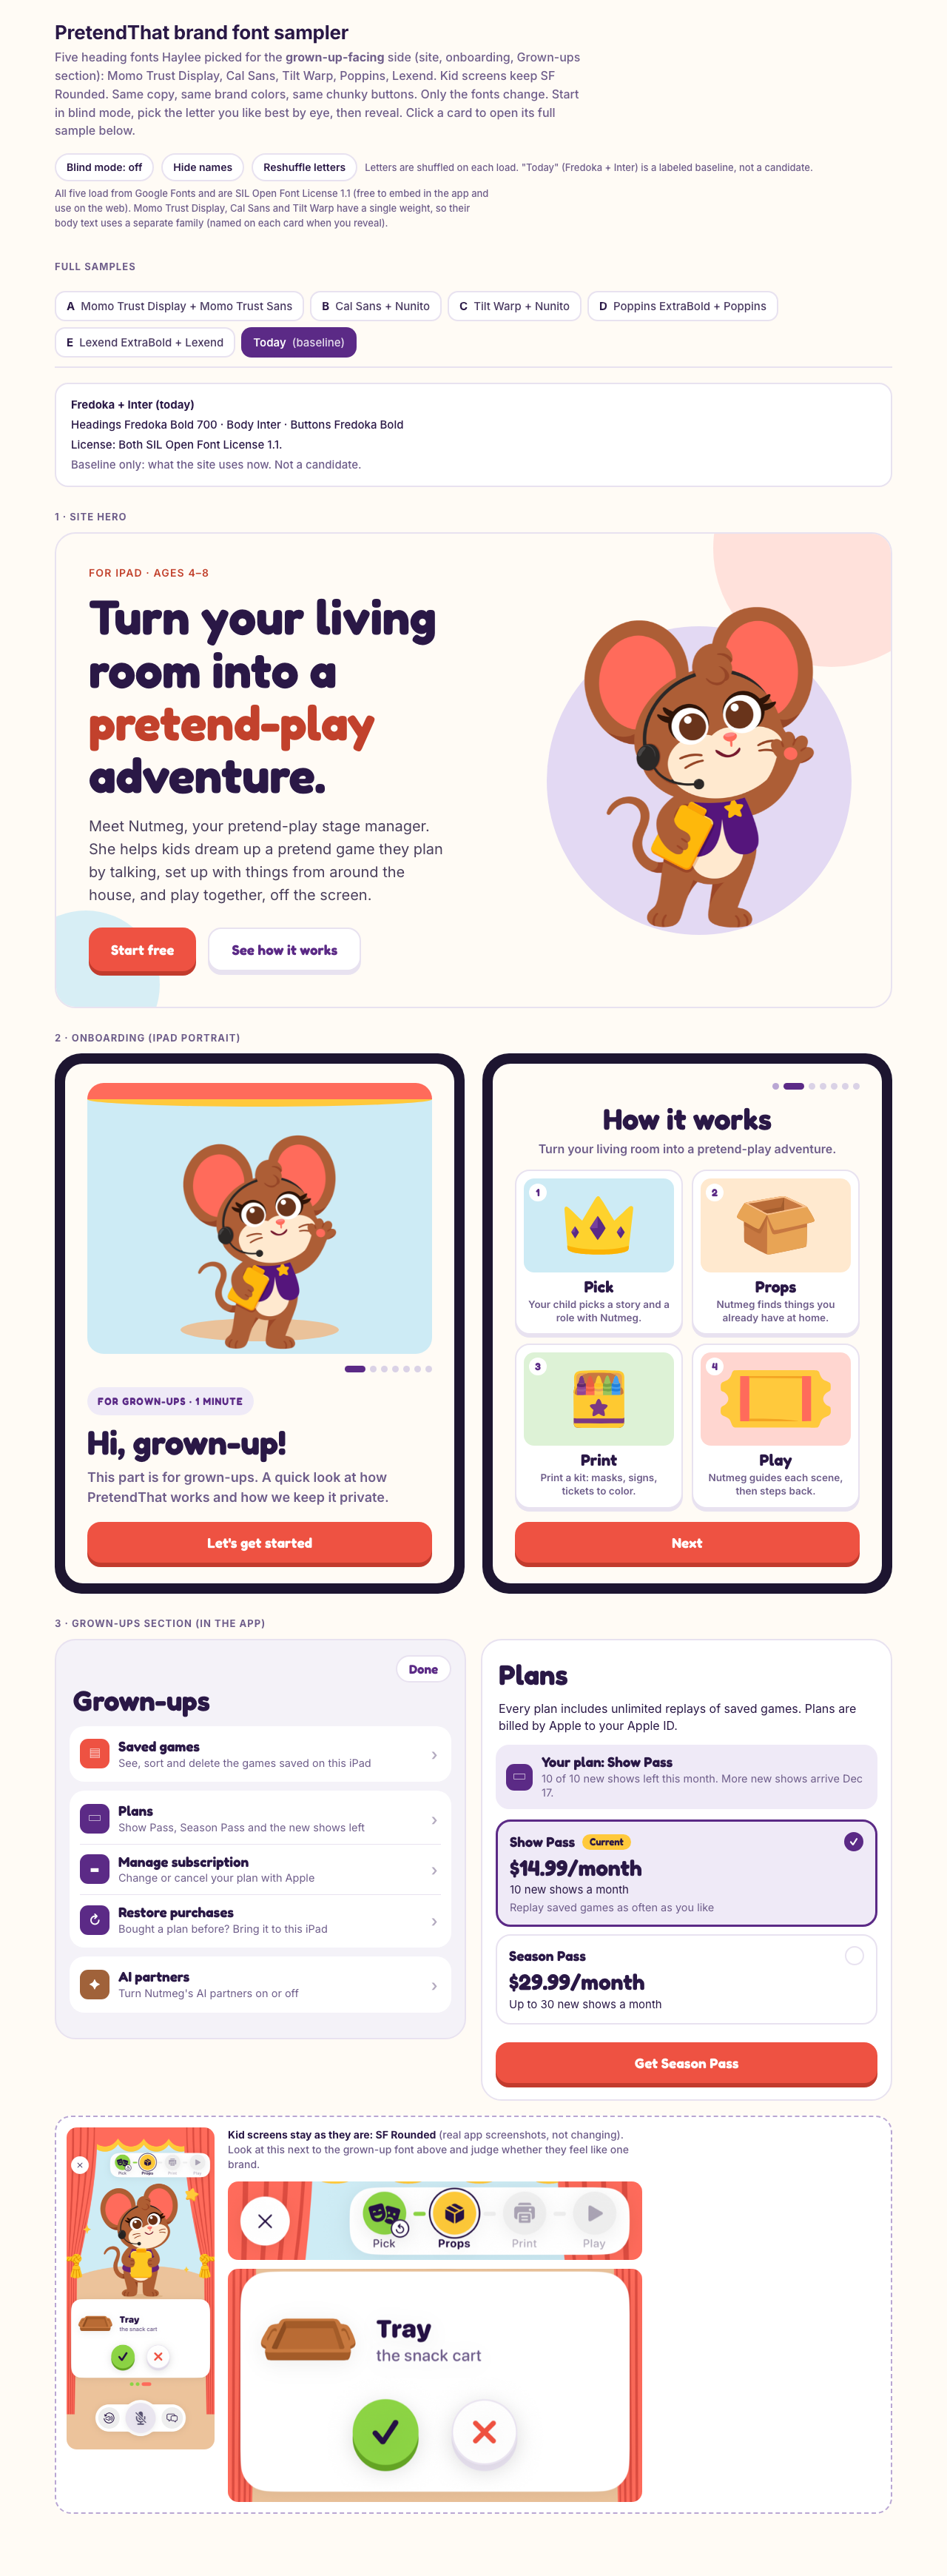 PretendThat brand font sampler
Five heading fonts Haylee picked for the grown-up-facing side (site, onboarding, Grown-ups
section): Momo Trust Display, Cal Sans, Tilt Warp, Poppins, Lexend. Kid screens keep SF
Rounded. Same copy, same brand colors, same chunky buttons. Only the fonts change. Start
in blind mode, pick the letter you like best by eye, then reveal. Click a card to open its full
sample below.
Blind mode: off
Hide names
Reshuffle letters
Letters are shuffled on each load. "Today" (Fredoka + Inter) is a labeled baseline, not a candidate.
All five load from Google Fonts and are SIL Open Font License 1.1 (free to embed in the app and
use on the web). Momo Trust Display, Cal Sans and Tilt Warp have a single weight, so their
body text uses a separate family (named on each card when you reveal).
FULL SAMPLES
A Momo Trust Display + Momo Trust Sans
B Cal Sans + Nunito
C Tilt Warp + Nunito
D Poppins ExtraBold + Poppins
E Lexend ExtraBold + Lexend
Today (baseline)
Fredoka + Inter (today)
Headings Fredoka Bold 700 · Body Inter · Buttons Fredoka Bold
License: Both SIL Open Font License 1.1.
Baseline only: what the site uses now. Not a candidate.
1 · SITE HERO
FOR IPAD · AGES 4–8
Turn your living
room into a
pretend-play
adventure.
Meet Nutmeg, your pretend-play stage manager.
She helps kids dream up a pretend game they plan
by talking, set up with things from around the
house, and play together, off the screen.
Start free
See how it works
2 · ONBOARDING (IPAD PORTRAIT)
FOR GROWN-UPS · 1 MINUTE
Hi, grown-up!
This part is for grown-ups. A quick look at how
PretendThat works and how we keep it private.
Let's get started
How it works
Turn your living room into a pretend-play adventure.
1
Pick
Your child picks a story and a
role with Nutmeg.
2
Props
Nutmeg finds things you
already have at home.
3
Print
Print a kit: masks, signs,
tickets to color.
4
Play
Nutmeg guides each scene,
then steps back.
Next
3 · GROWN-UPS SECTION (IN THE APP)
Done
Grown-ups
Saved games
See, sort and delete the games saved on this iPad
Plans
Show Pass, Season Pass and the new shows left
Manage subscription
Change or cancel your plan with Apple
Restore purchases
Bought a plan before? Bring it to this iPad
AI partners
Turn Nutmeg's AI partners on or off
Plans
Every plan includes unlimited replays of saved games. Plans are
billed by Apple to your Apple ID.
Your plan: Show Pass
10 of 10 new shows left this month. More new shows arrive Dec
17.
Show Pass Current
$14.99/month
10 new shows a month
Replay saved games as often as you like
Season Pass
$29.99/month
Up to 30 new shows a month
Get Season Pass
Pick Props Print Play
Tray
the snack cart
Kid screens stay as they are: SF Rounded (real app screenshots, not changing).
Look at this next to the grown-up font above and judge whether they feel like one
brand.
Pick Props Print Play
Tray
the snack cart